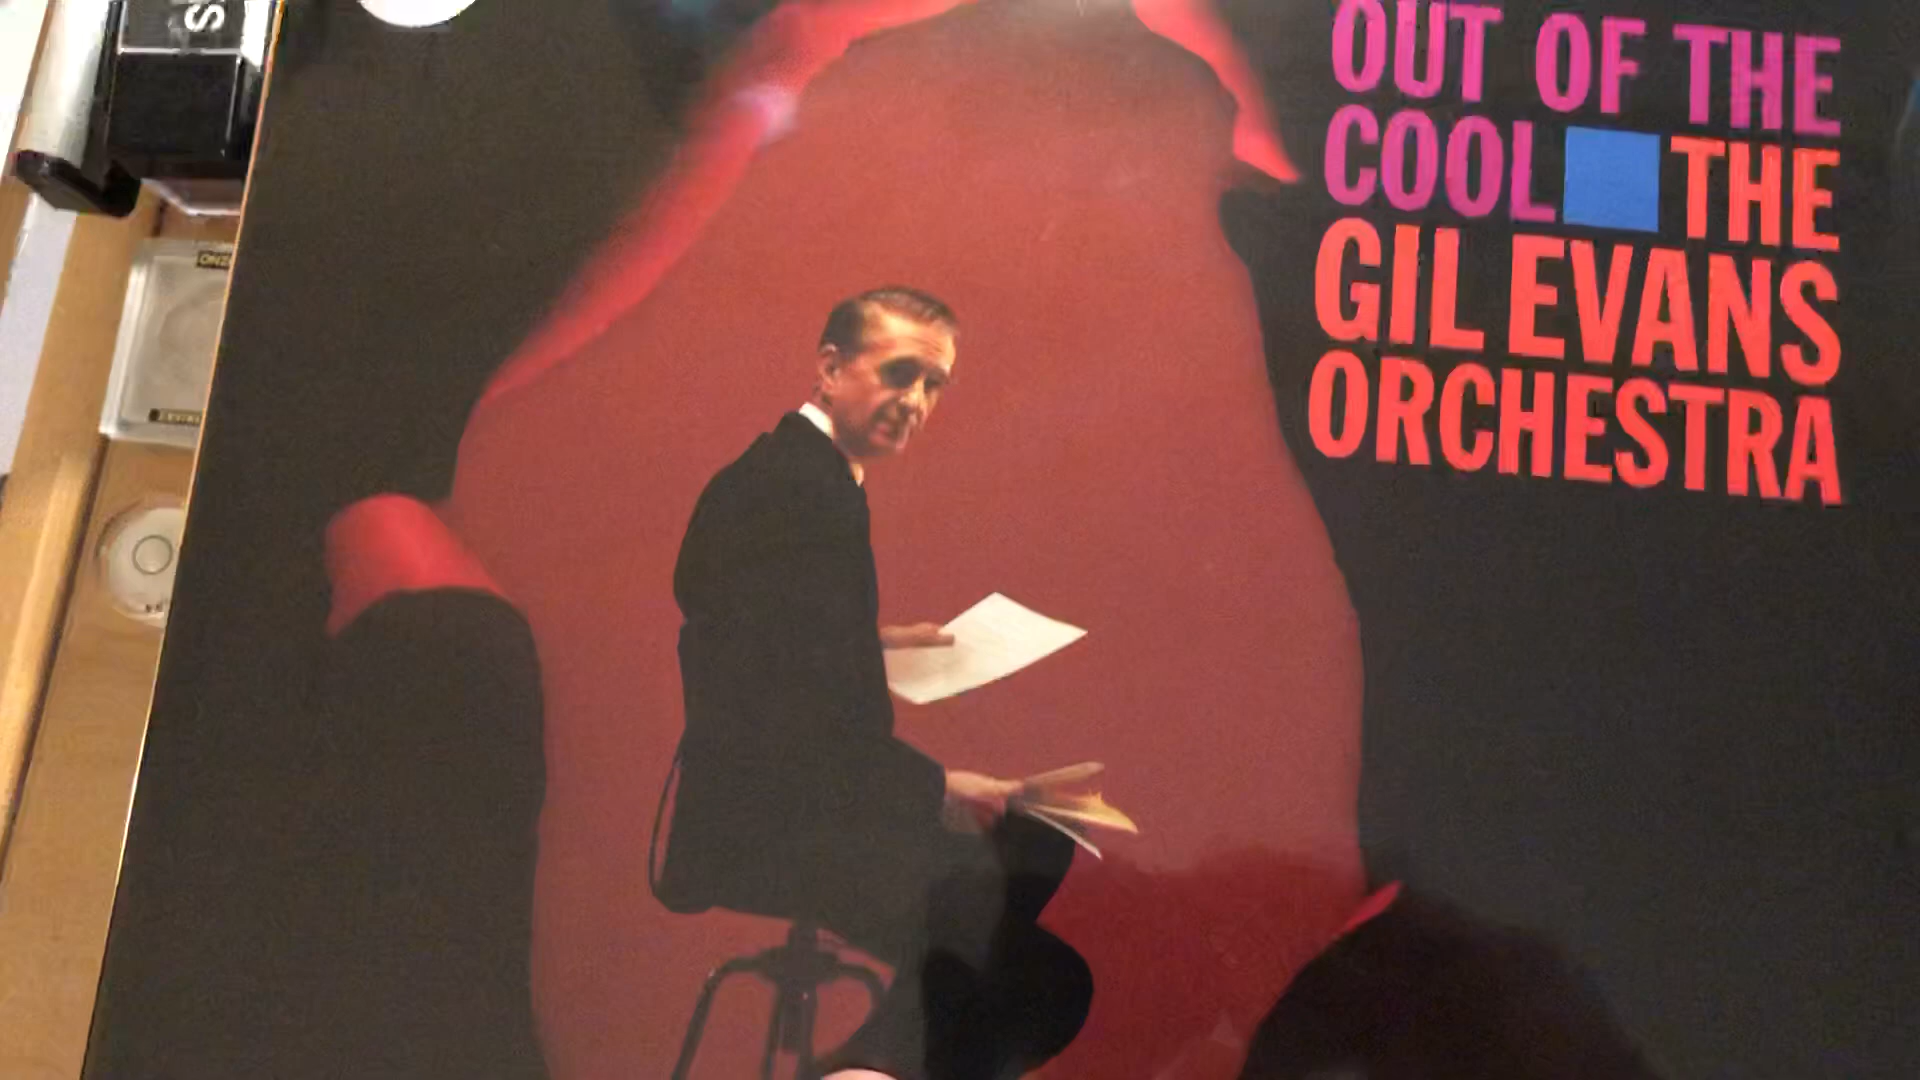 OUT OF THE
COOL THE
GIL EVANS
ORCHESTRA
S